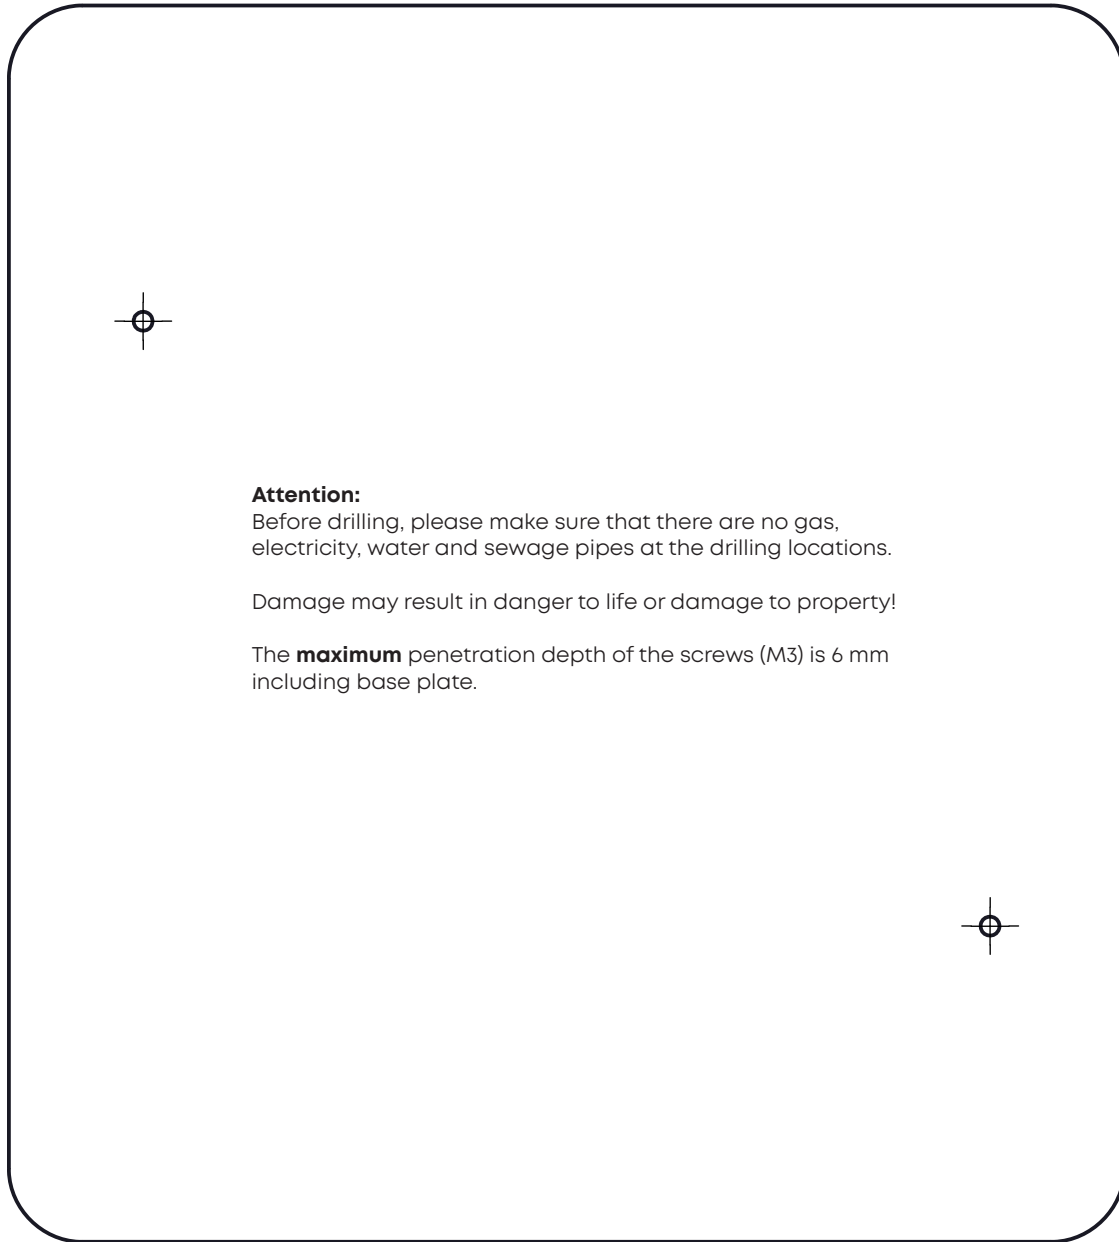 Attention:
Before drilling, please make sure that there are no gas,
electricity, water and sewage pipes at the drilling locations.
Damage may result in danger to life or damage to property!
The maximum penetration depth of the screws (M3) is 6 mm
including base plate.